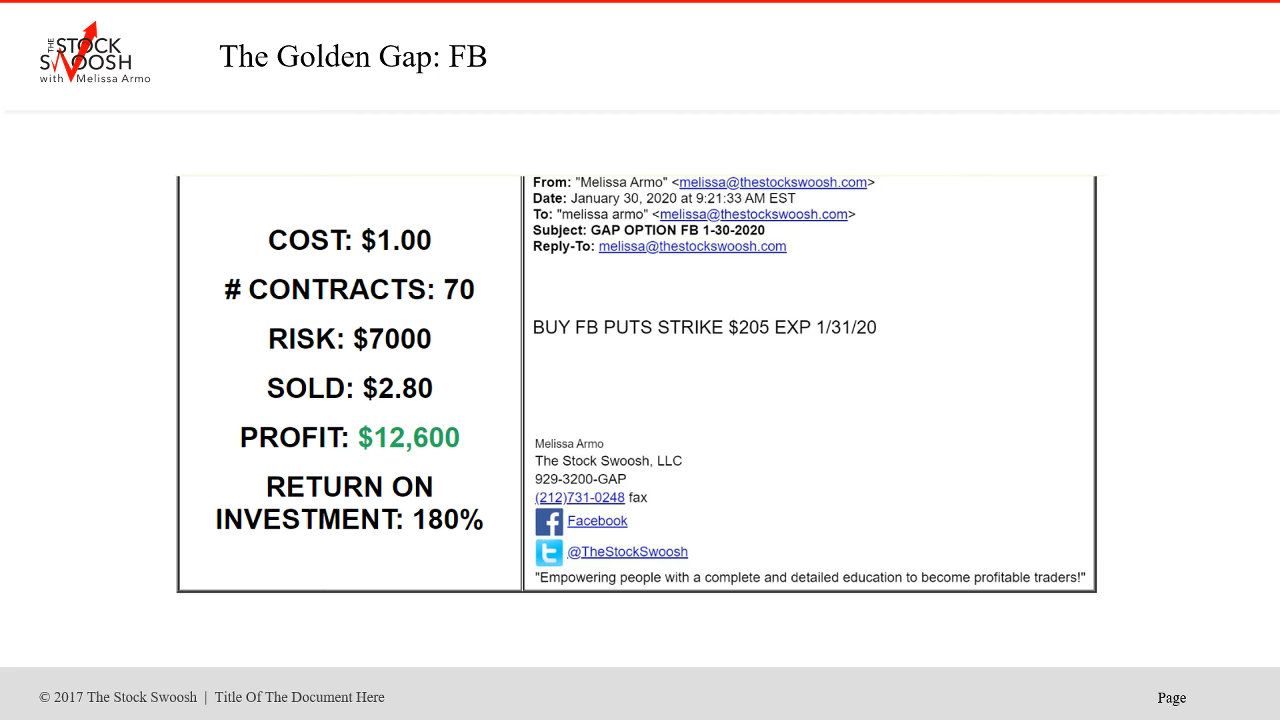 THE STOCK
SWOOSH
with Melissa Armo
The Golden Gap: FB
COST: $1.00
# CONTRACTS: 70
RISK: $7000
SOLD: $2.80
PROFIT: $12,600
RETURN ON
INVESTMENT: 180%
From: "Melissa Armo" <melissa@thestockswoosh.com>
Date: January 30, 2020 at 9:21:33 AM EST
To: "melissa armo" <melissa@thestockswoosh.com>
Subject: GAP OPTION FB 1-30-2020
Reply-To: melissa@thestockswoosh.com
BUY FB PUTS STRIKE $205 EXP 1/31/20
Melissa Armo
The Stock Swoosh, LLC
929-3200-GAP
(212)731-0248 fax
Facebook
@TheStockSwoosh
"Empowering people with a complete and detailed education to become profitable traders!"
© 2017 The Stock Swoosh | Title Of The Document Here
Page